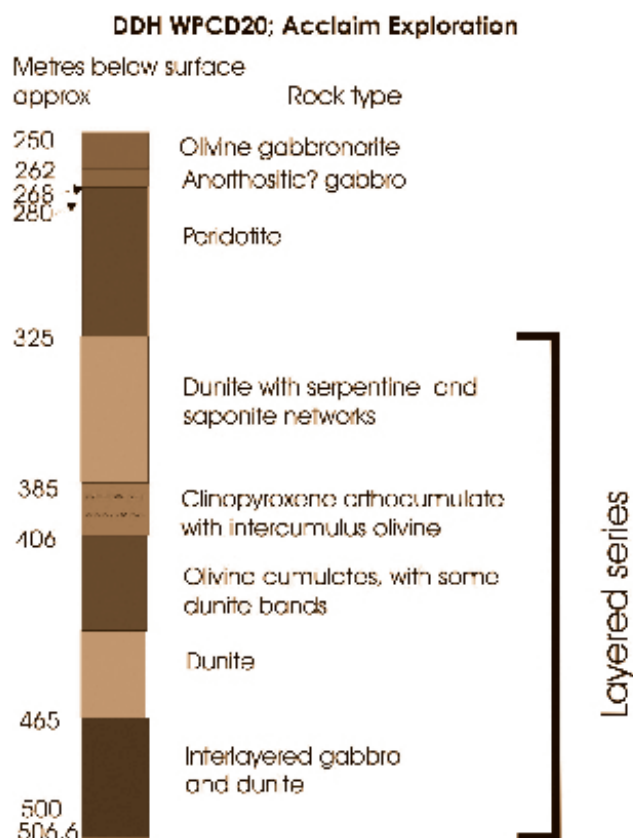 DDH WPCD20; Acclaim Exploration
Metres below surface
approx
Rock type
250
Olivine gabbronorite
262
Anorthositic? gabbro
268
280
Peridotite
325
Dunite with serpentine and
saponite networks
385
Clinopyroxene orthocumulate
with intercumulus olivine
406
Olivine cumulates, with some
dunite bands
Dunite
465
Interlayered gabbro
and dunite
500
506.6
Layered series